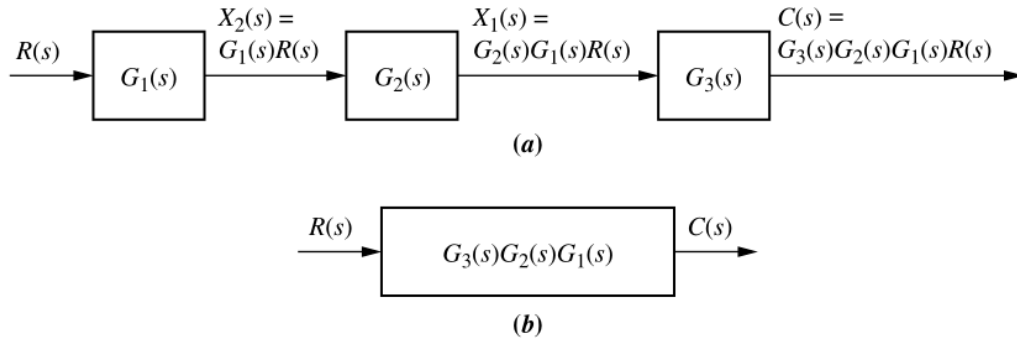 R(s)
G₁(s)
X₂(s) =
G₁(s)R(s)
G₂(s)
X₁(s) =
G₂(s)G₁(s)R(s)
G₃(s)
C(s) =
G₃(s)G₂(s)G₁(s)R(s)
(a)
R(s)
G₃(s)G₂(s)G₁(s)
C(s)
(b)